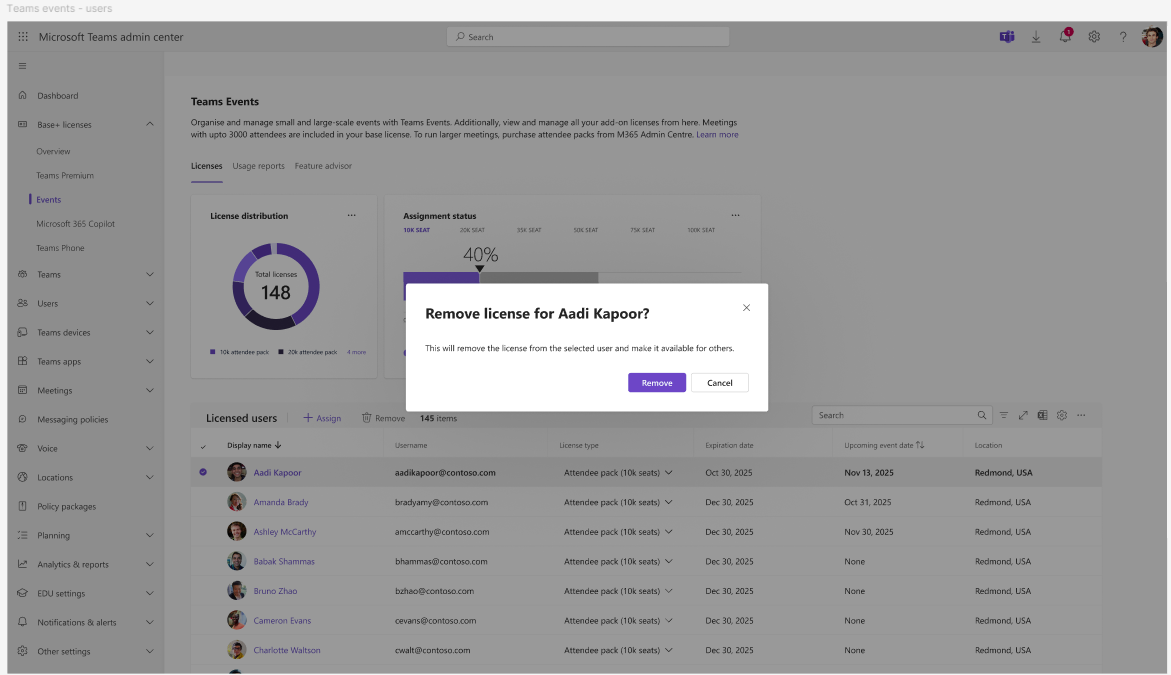 Teams events - users
Microsoft Teams admin center
Search
1
Dashboard
Base+ licenses
Overview
Teams Premium
Events
Microsoft 365 Copilot
Teams Phone
Teams
Users
Teams devices
Teams apps
Meetings
Messaging policies
Voice
Locations
Policy packages
Planning
Analytics & reports
EDU settings
Notifications & alerts
Other settings
Teams Events
Organise and manage small and large-scale events with Teams Events. Additionally, view and manage all your add-on licenses from here. Meetings
with upto 3000 attendees are included in your base license. To run larger meetings, purchase attendee packs from M365 Admin Centre. Learn more
Licenses Usage reports Feature advisor
License distribution
Total licenses
148
10k attendee pack 20k attendee pack 4 more
Assignment status
10K SEAT 20K SEAT 35K SEAT 50K SEAT 75K SEAT 100K SEAT
40%
Remove license for Aadi Kapoor?
This will remove the license from the selected user and make it available for others.
Remove Cancel
Licensed users Assign Remove 145 items Search
Display name Username License type Expiration date Upcoming event date Location
Aadi Kapoor aadikapoor@contoso.com Attendee pack (10k seats) Oct 30, 2025 Nov 13, 2025 Redmond, USA
Amanda Brady bradyamy@contoso.com Attendee pack (10k seats) Dec 30, 2025 Oct 31, 2025 Redmond, USA
Ashley McCarthy amccarthy@contoso.com Attendee pack (10k seats) Dec 30, 2025 Nov 30, 2025 Redmond, USA
Babak Shammas bhammas@contoso.com Attendee pack (10k seats) Dec 30, 2025 None Redmond, USA
Bruno Zhao bzhao@contoso.com Attendee pack (10k seats) Dec 30, 2025 None Redmond, USA
Cameron Evans cevans@contoso.com Attendee pack (10k seats) Dec 30, 2025 None Redmond, USA
Charlotte Waltson cwalt@contoso.com Attendee pack (10k seats) Dec 30, 2025 None Redmond, USA